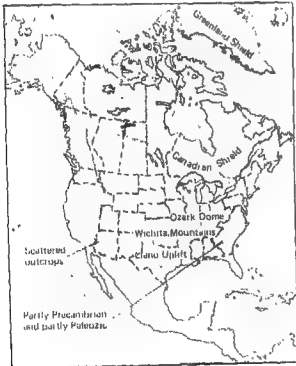 Greenland Shield
Canadian Shield
Ozark Dome
Wichita Mountains
Llano Uplift
Scattered
outcrops
Partly Precambrian
and partly Paleozoic